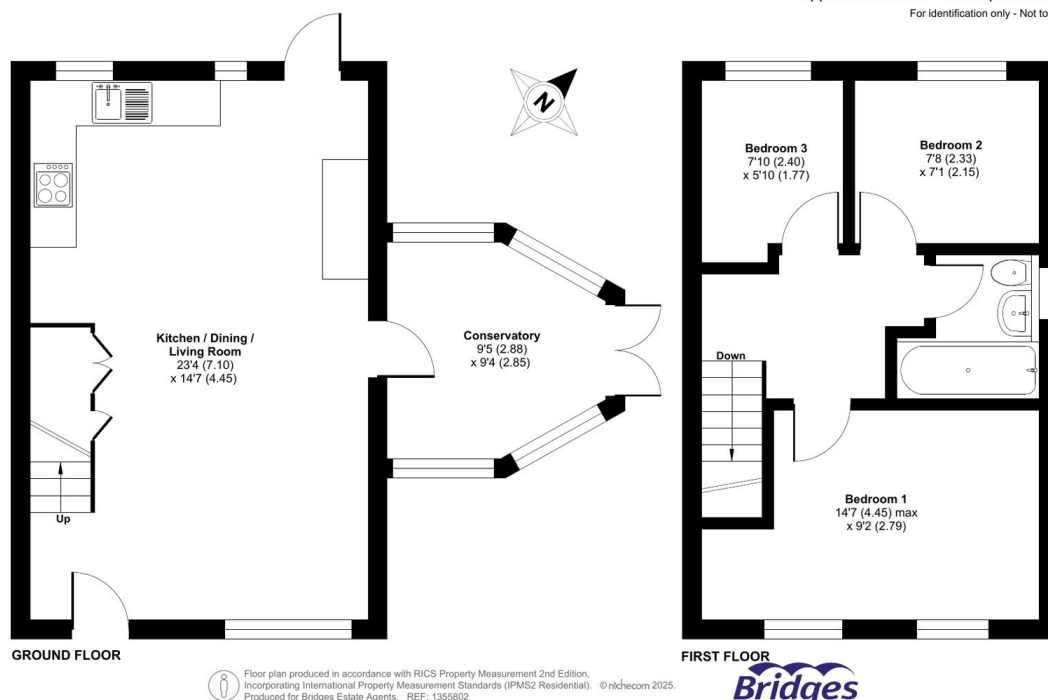 For identification only - Not to
N
Bedroom 3
7'10 (2.40)
x 5'10 (1.77)
Bedroom 2
7'8 (2.33)
x 7'1 (2.15)
Kitchen / Dining /
Living Room
23'4 (7.10)
x 14'7 (4.45)
Conservatory
9'5 (2.88)
x 9'4 (2.85)
Down
Up
Bedroom 1
14'7 (4.45) max
x 9'2 (2.79)
GROUND FLOOR
FIRST FLOOR
Floor plan produced in accordance with RICS Property Measurement 2nd Edition,
Incorporating International Property Measurement Standards (IPMS2 Residential). © nichecom 2025.
Produced for Bridges Estate Agents. REF: 1355802
Bridges